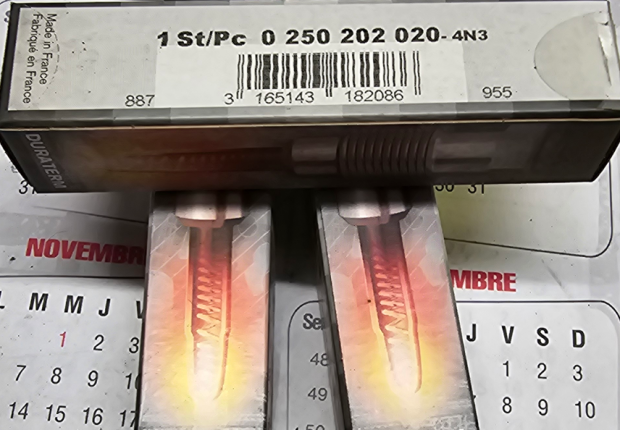 Made in France
Fabriqué en France
1 St/Pc 0 250 202 020-4N3
887 3 165143 182086 955
DURATERM
37
30 31
NOVEMBR
MBRE
L M M J V
1 2 3
7 8 9 10
14 15 16 17
Se
J V S D
48 1 2 3
49 8 9 10